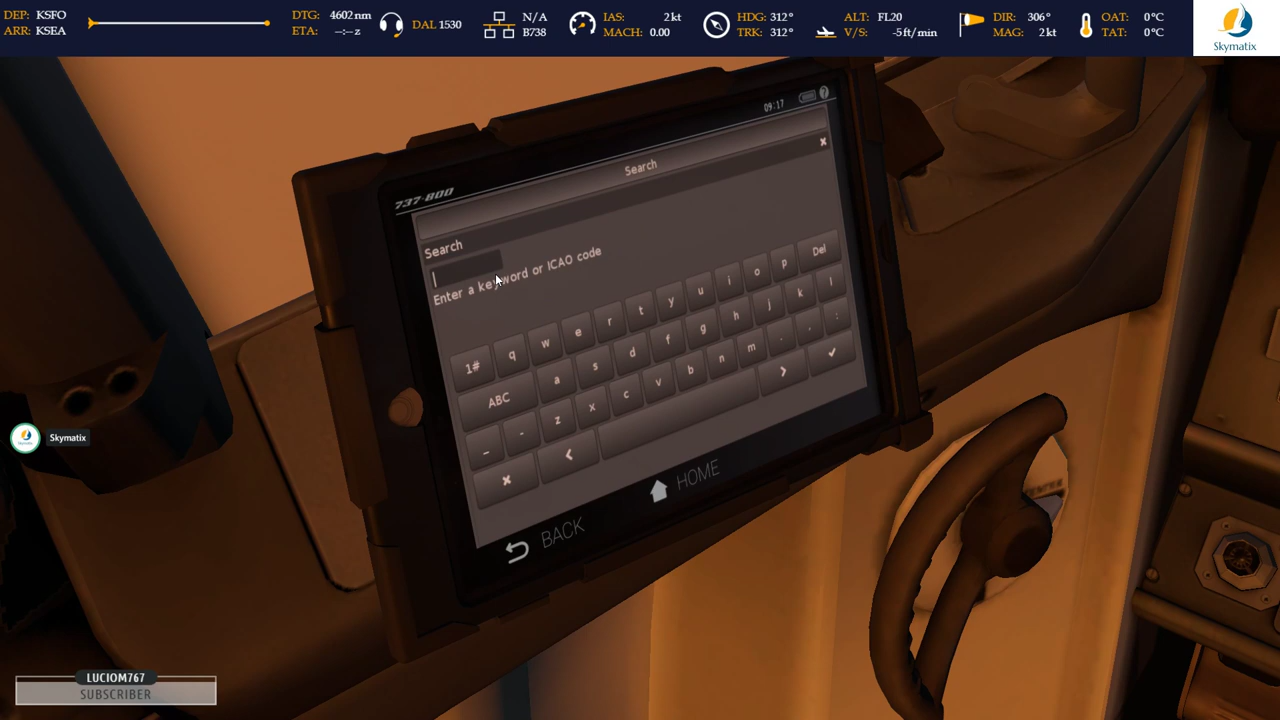 DEP: KSFO
ARR: KSEA
DTG: 4602nm
ETA: --:-- z
DAL 1530
N/A
B738
IAS: 2kt
MACH: 0.00
HDG: 312°
TRK: 312°
ALT: FL20
V/S: -5ft/min
DIR: 306°
MAG: 2kt
OAT: 0°C
TAT: 0°C
Skymatix
09:17
?
737-800
Search
x
Search
Enter a keyword or ICAO code
1# q w e r t y u i o p Del
ABC a s d f g h j k l
_ - z x c v b n m . , :
BACK
HOME
Skymatix
LUCIOM767
SUBSCRIBER